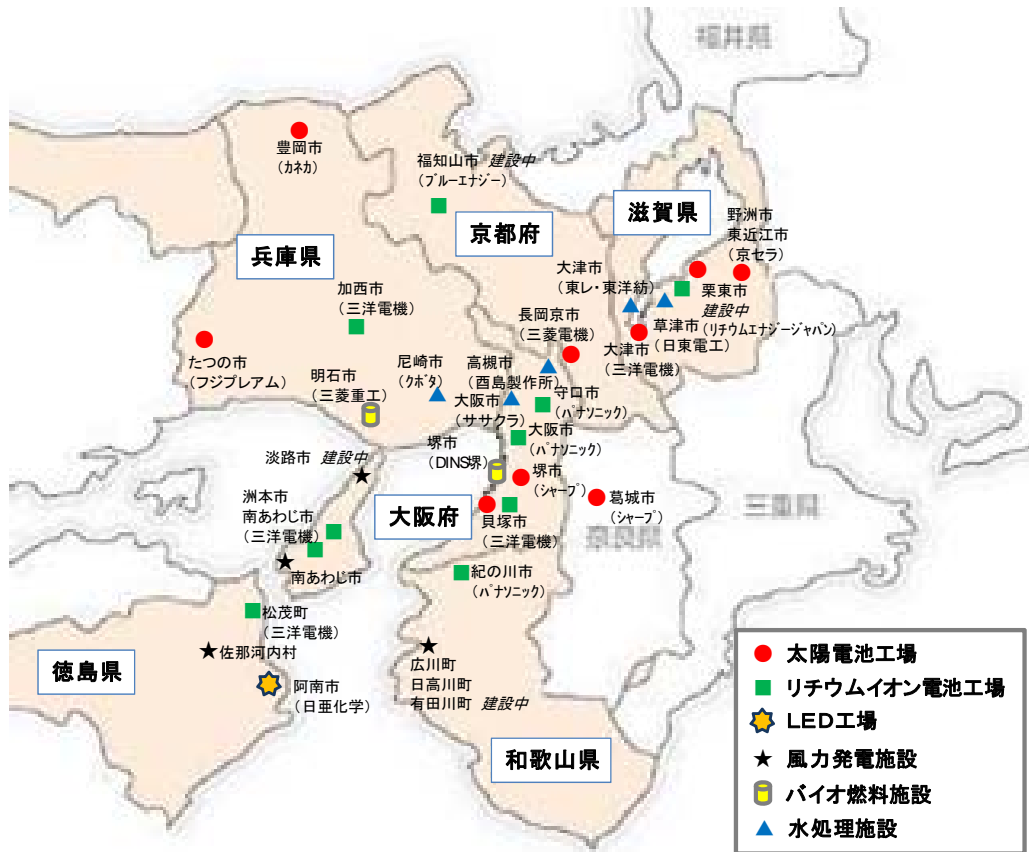 福井県
豊岡市
(カネカ)
福知山市 建設中
(ブルーエナジー)
滋賀県
野洲市
東近江市
(京セラ)
京都府
兵庫県
大津市
(東レ・東洋紡)
加西市
(三洋電機)
長岡京市
(三菱電機)
栗東市
建設中
(リチウムエナジージャパン)
草津市
(日東電工)
大津市
(三洋電機)
たつの市
(フジプレアム)
明石市
(三菱重工)
尼崎市
(クボタ)
高槻市
(酉島製作所)
大阪市
(ササクラ)
守口市
(パナソニック)
大阪市
(パナソニック)
堺市
(DINS堺)
淡路市 建設中
堺市
(シャープ)
洲本市
南あわじ市
(三洋電機)
大阪府
葛城市
(シャープ)
三重県
貝塚市
(三洋電機)
奈良県
南あわじ市
紀の川市
(パナソニック)
松茂町
(三洋電機)
徳島県
佐那河内村
広川町
日高川町
有田川町 建設中
阿南市
(日亜化学)
和歌山県
太陽電池工場
リチウムイオン電池工場
LED工場
風力発電施設
バイオ燃料施設
水処理施設